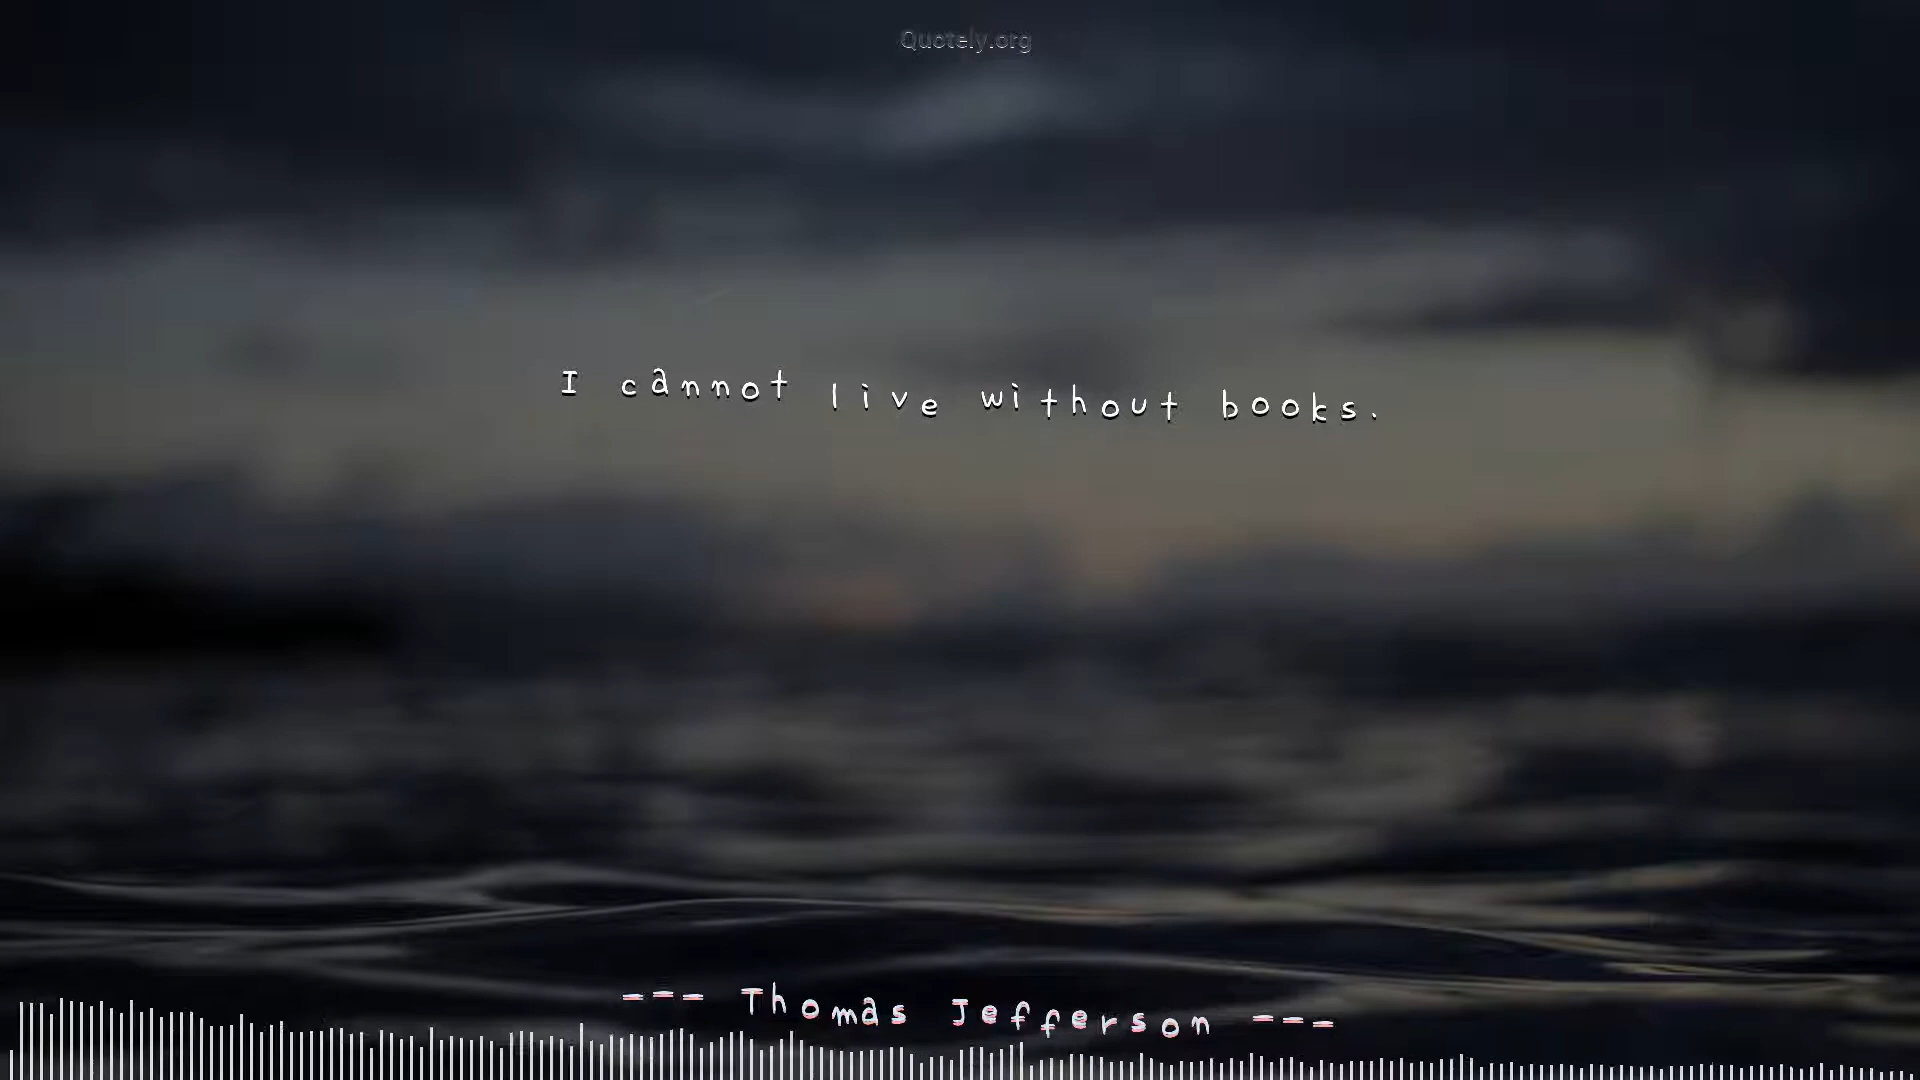 Quotely.org
I cannot live without books.
--- Thomas Jefferson ---